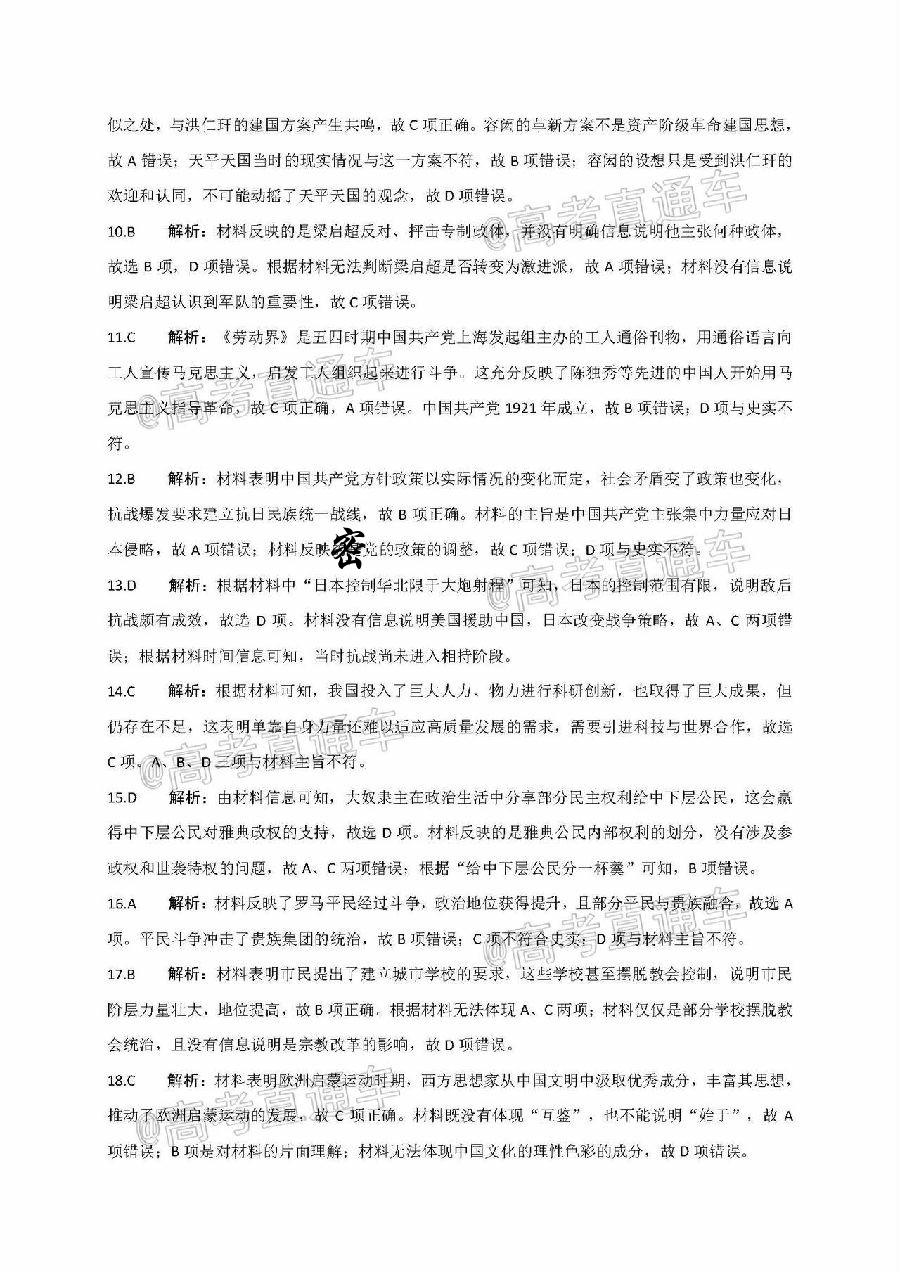 似之处，与洪仁玕的建国方案产生共鸣，故 C 项正确。容闳的革新方案不是资产阶级革命建国思想，
故 A 错误；天平天国当时的现实情况与这一方案不符，故 B 项错误；容闳的设想只是受到洪仁玕的
欢迎和认同，不可能动摇了天平天国的观念，故 D 项错误。
@高考直通车
10.B 解析：材料反映的是梁启超反对、抨击专制政体，并没有明确信息说明他主张何种政体，
故选 B 项，D 项错误。根据材料无法判断梁启超是否转变为激进派，故 A 项错误；材料没有信息说
明梁启超认识到军队的重要性，故 C 项错误。
11.C 解析：《劳动界》是五四时期中国共产党上海发起组主办的工人通俗刊物，用通俗语言向
工人宣传马克思主义，启发工人组织起来进行斗争。这充分反映了陈独秀等先进的中国人开始用马
@高考直通车
克思主义指导革命，故 C 项正确，A 项错误。中国共产党 1921 年成立，故 B 项错误；D 项与史实不
符。
12.B 解析：材料表明中国共产党方针政策以实际情况的变化而定，社会矛盾变了政策也变化，
抗战爆发要求建立抗日民族统一战线，故 B 项正确。材料的主旨是中国共产党主张集中力量应对日
本侵略，故 A 项错误；材料反映密党的政策的调整，故 C 项错误；D 项与史实不符。
@高考直通车
13.D 解析：根据材料中“日本控制华北限于大炮射程”可知，日本的控制范围有限，说明敌后
抗战颇有成效，故选 D 项。材料没有信息说明美国援助中国，日本改变战争策略，故 A、C 两项错
误；根据材料时间信息可知，当时抗战尚未进入相持阶段。
14.C 解析：根据材料可知，我国投入了巨大人力、物力进行科研创新，也取得了巨大成果，但
仍存在不足，这表明单靠自身力量还难以适应高质量发展的需求，需要引进科技与世界合作，故选
C 项。A、B、D 三项与材料主旨不符。
@高考直通车
15.D 解析：由材料信息可知，大奴隶主在政治生活中分享部分民主权利给中下层公民，这会赢
得中下层公民对雅典政权的支持，故选 D 项。材料反映的是雅典公民内部权利的划分，没有涉及参
政权和世袭特权的问题，故 A、C 两项错误；根据“给中下层公民分一杯羹”可知，B 项错误。
16.A 解析：材料反映了罗马平民经过斗争，政治地位获得提升，且部分平民与贵族融合，故选 A
项。平民斗争冲击了贵族集团的统治，故 B 项错误；C 项不符合史实；D 项与材料主旨不符。
@高考直通车
17.B 解析：材料表明市民提出了建立城市学校的要求，这些学校甚至摆脱教会控制，说明市民
阶层力量壮大，地位提高，故 B 项正确，根据材料无法体现 A、C 两项；材料仅仅是部分学校摆脱教
会统治，且没有信息说明是宗教改革的影响，故 D 项错误。
18.C 解析：材料表明欧洲启蒙运动时期，西方思想家从中国文明中汲取优秀成分，丰富其思想，
推动了欧洲启蒙运动的发展，故 C 项正确。材料既没有体现“互鉴”，也不能说明“始于”，故 A
@高考直通车
项错误；B 项是对材料的片面理解；材料无法体现中国文化的理性色彩的成分，故 D 项错误。